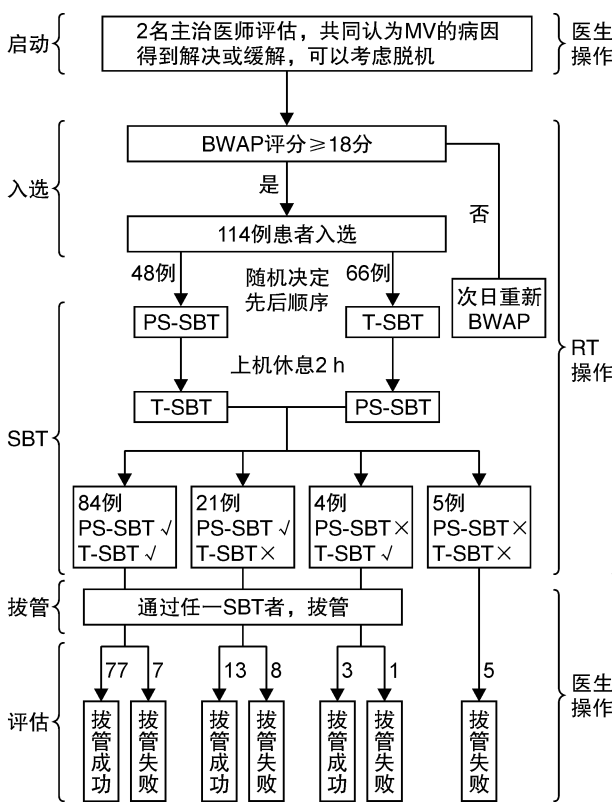 启动
2名主治医师评估，共同认为MV的病因
得到解决或缓解，可以考虑脱机
医生
操作
BWAP评分≥18分
入选
是
否
114例患者入选
48例
随机决定
先后顺序
66例
次日重新
BWAP
PS-SBT
T-SBT
RT
操作
上机休息2 h
T-SBT
PS-SBT
SBT
84例
PS-SBT √
T-SBT √
21例
PS-SBT √
T-SBT×
4例
PS-SBT×
T-SBT √
5例
PS-SBT×
T-SBT×
拔管
通过任一SBT者，拔管
77
7
13
8
3
1
5
评估
医生
操作
拔管成功
拔管失败
拔管成功
拔管失败
拔管成功
拔管失败
拔管失败